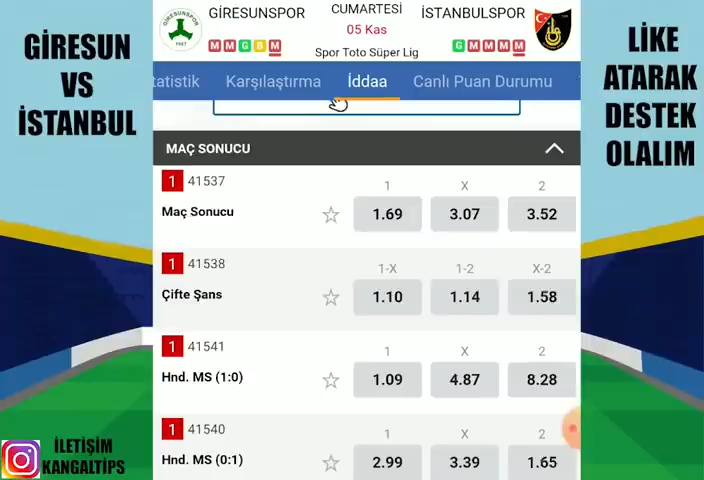 GİRESUN
VS
İSTANBUL
GİRESUNSPOR
M M G B M
CUMARTESİ
05 Kas
Spor Toto Süper Lig
İSTANBULSPOR
G M M M M
tatistik Karşılaştırma İddaa Canlı Puan Durumu
MAÇ SONUCU
1 41537
Maç Sonucu
1 X 2
1.69 3.07 3.52
1 41538
Çifte Şans
1-X 1-2 X-2
1.10 1.14 1.58
1 41541
Hnd. MS (1:0)
1 X 2
1.09 4.87 8.28
1 41540
Hnd. MS (0:1)
1 X 2
2.99 3.39 1.65
LİKE
ATARAK
DESTEK
OLALIM
İLETİŞİM
KANGALTİPS